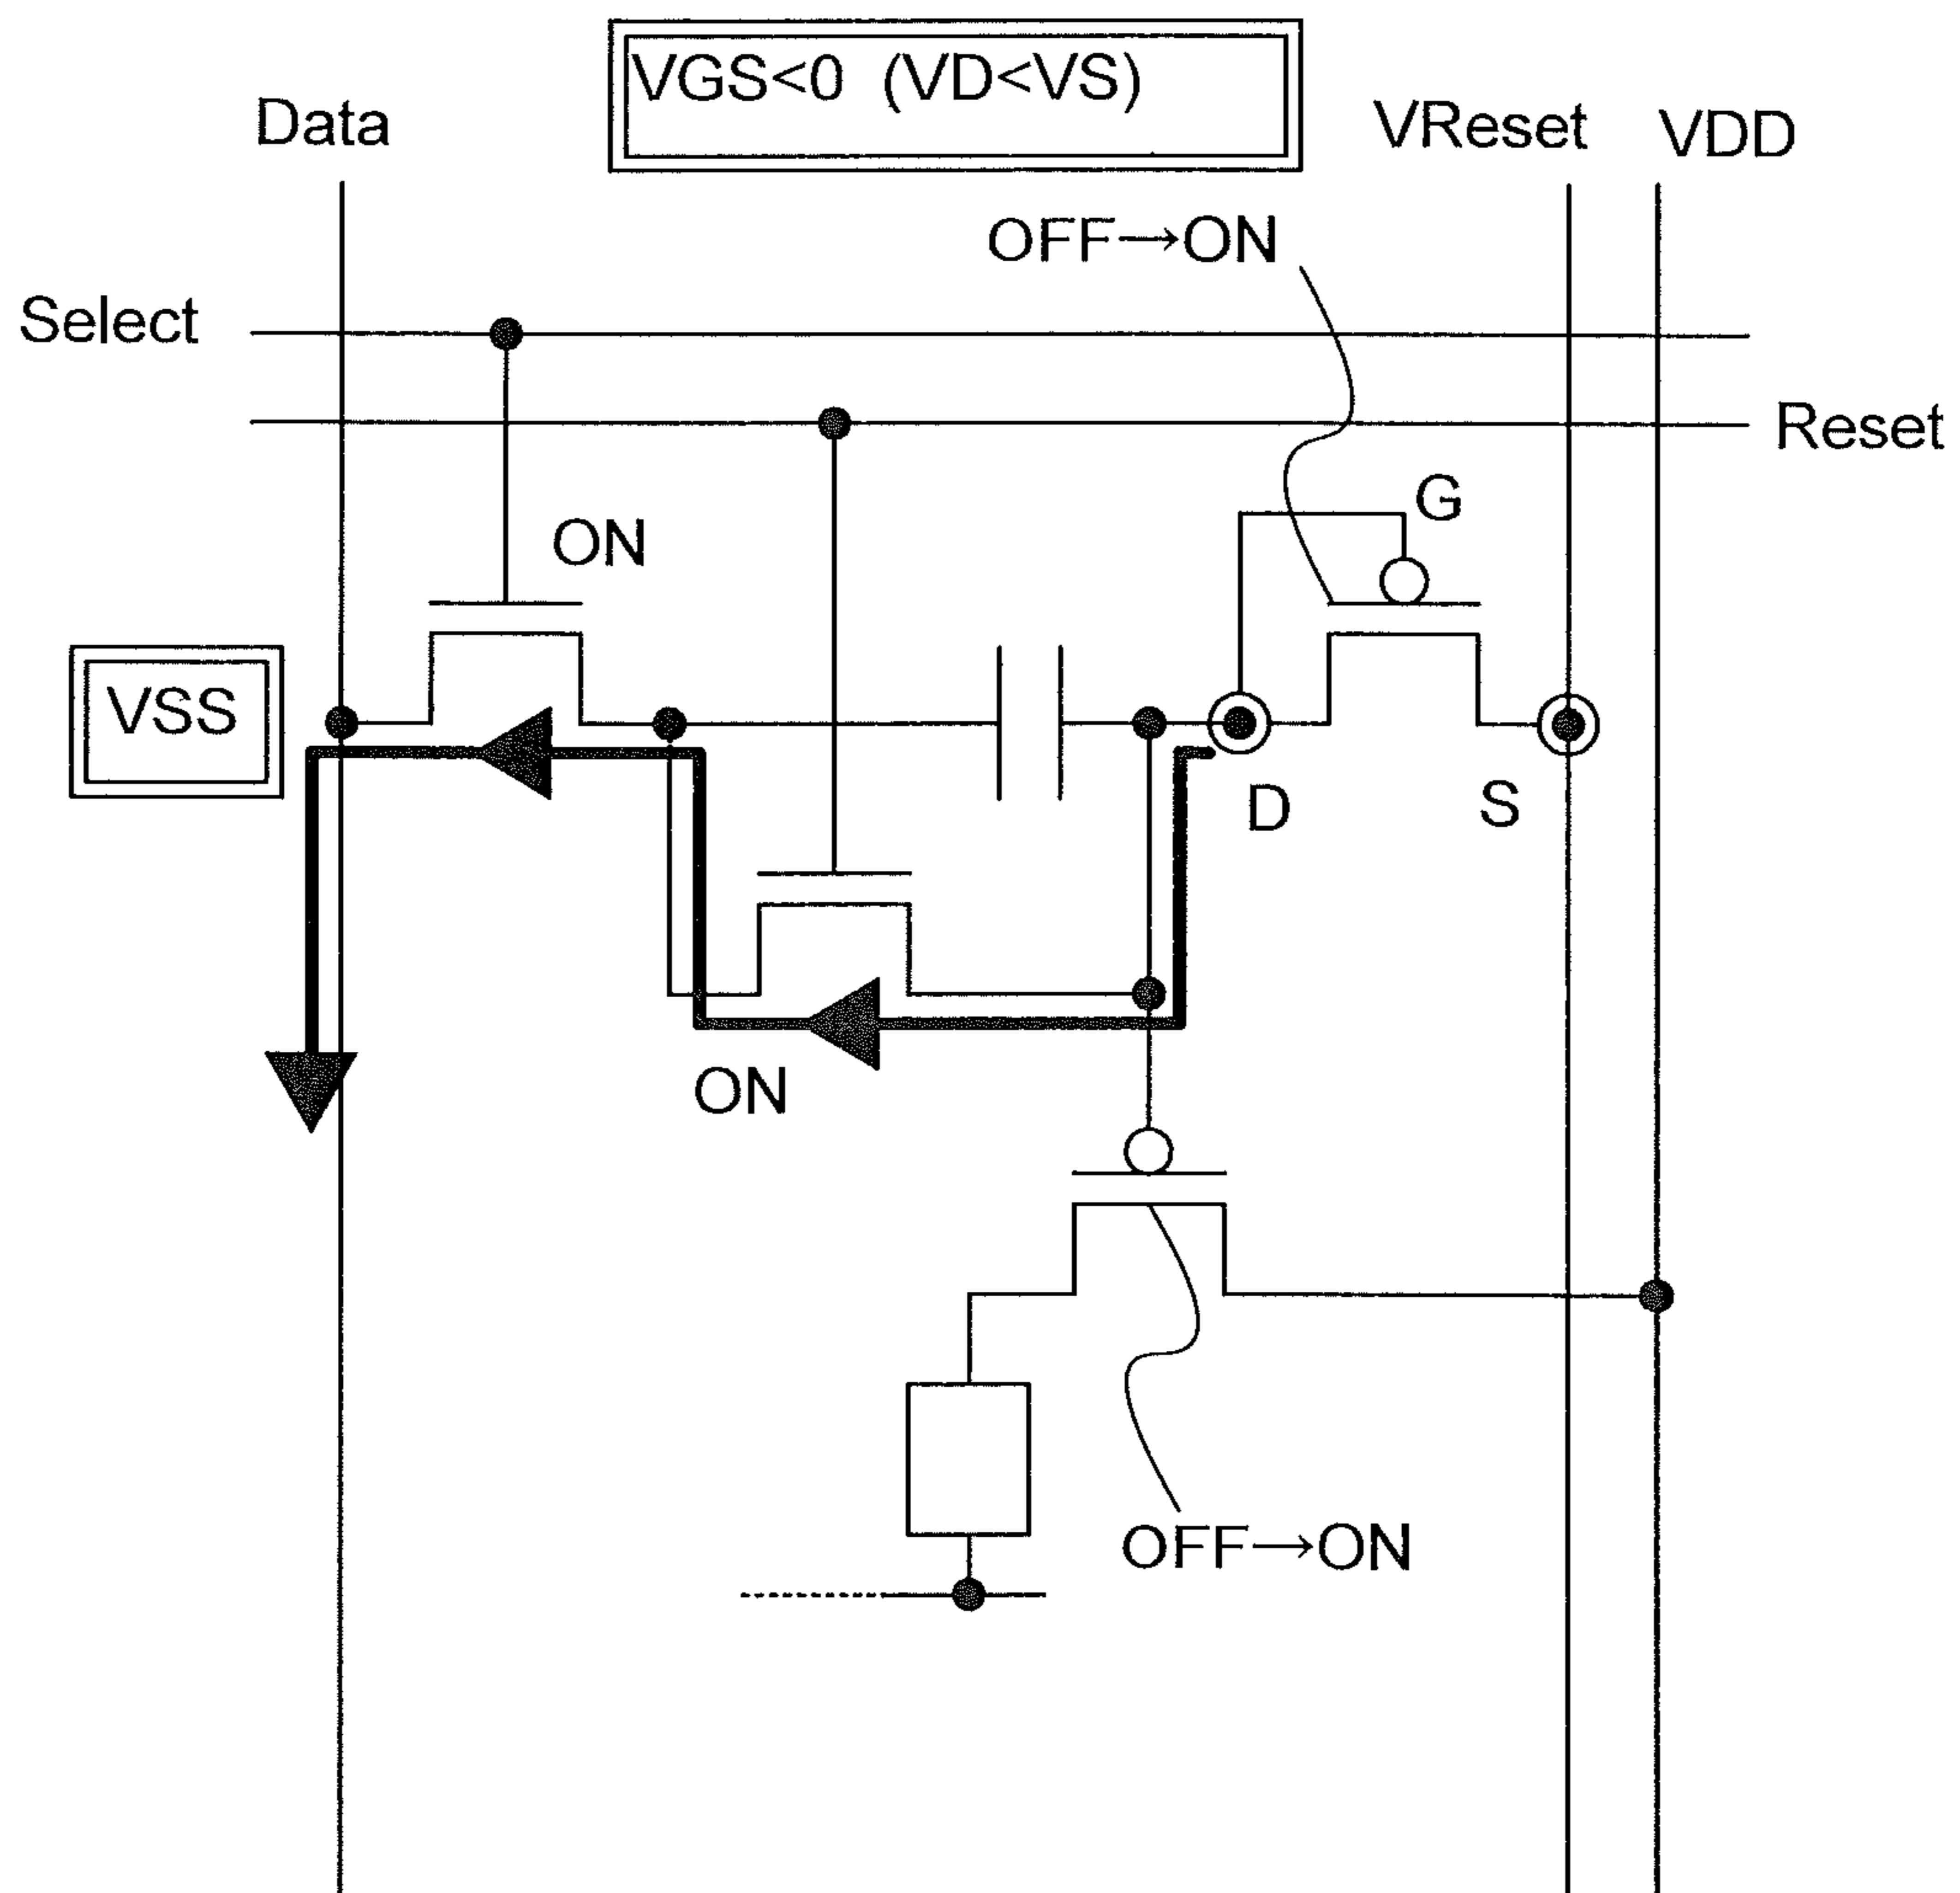 VGS<0 (VD<VS)
Data
VReset
VDD
OFF→ON
Select
Reset
G
ON
VSS
D
S
ON
OFF→ON